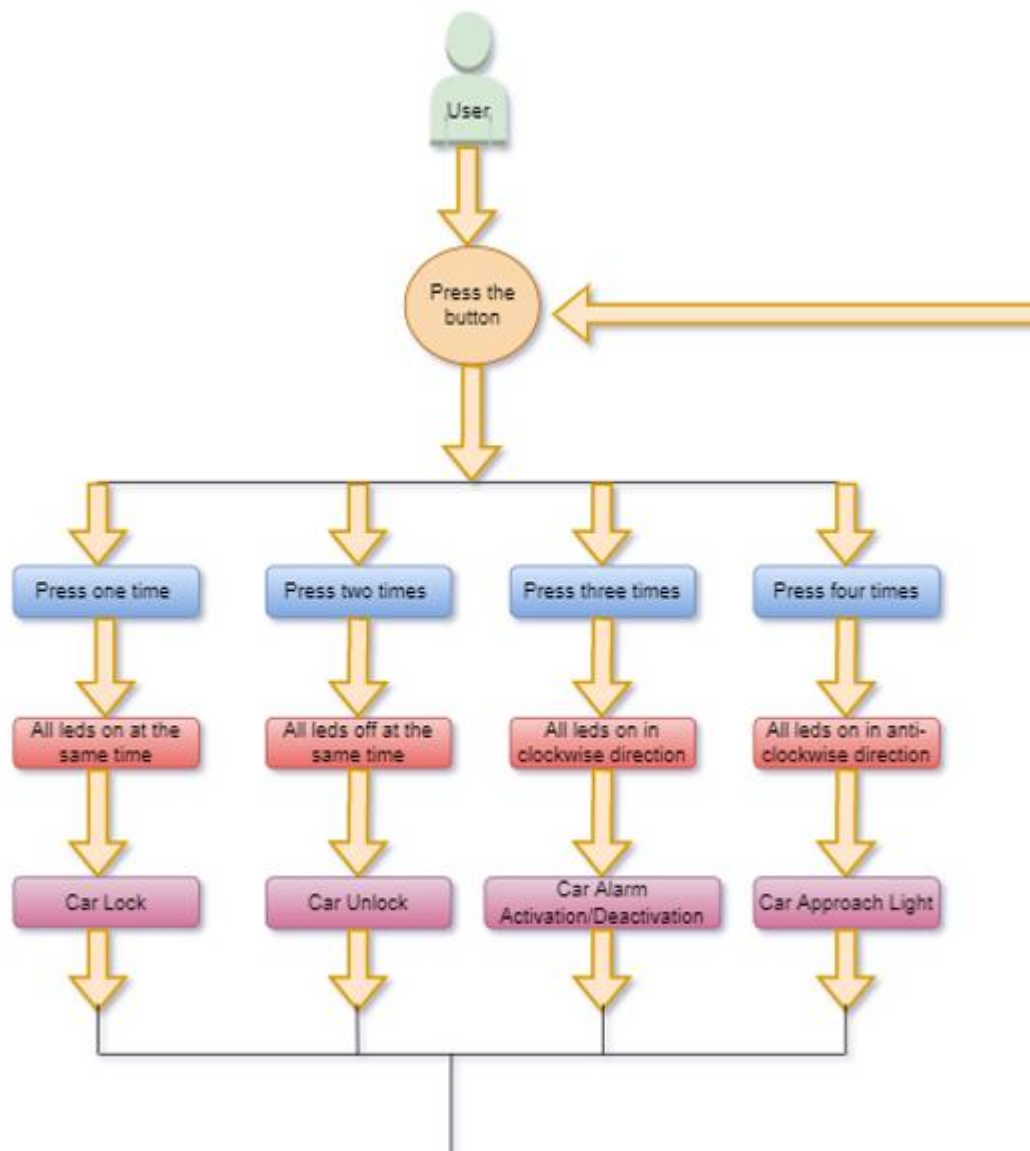 User
Press the
button
Press one time
Press two times
Press three times
Press four times
All leds on at the
same time
All leds off at the
same time
All leds on in
clockwise direction
All leds on in anti-
clockwise direction
Car Lock
Car Unlock
Car Alarm
Activation/Deactivation
Car Approach Light